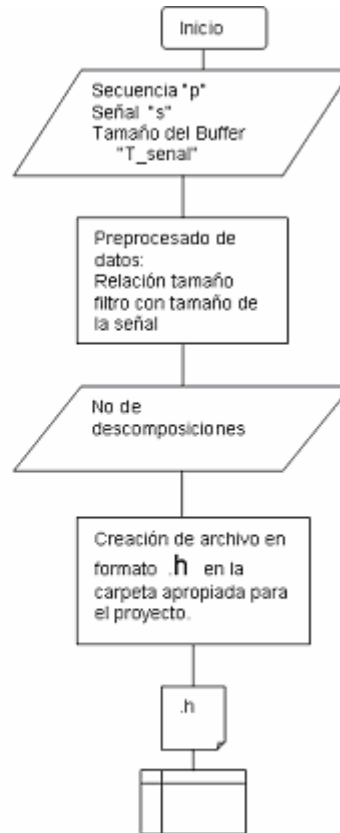 Inicio
Secuencia "p"
Señal "s"
Tamaño del Buffer
"T_senal"
Preprocesado de
datos:
Relación tamaño
filtro con tamaño de
la señal
No de
descomposiciones
Creación de archivo en
formato .h en la
carpeta apropiada para
el proyecto.
.h